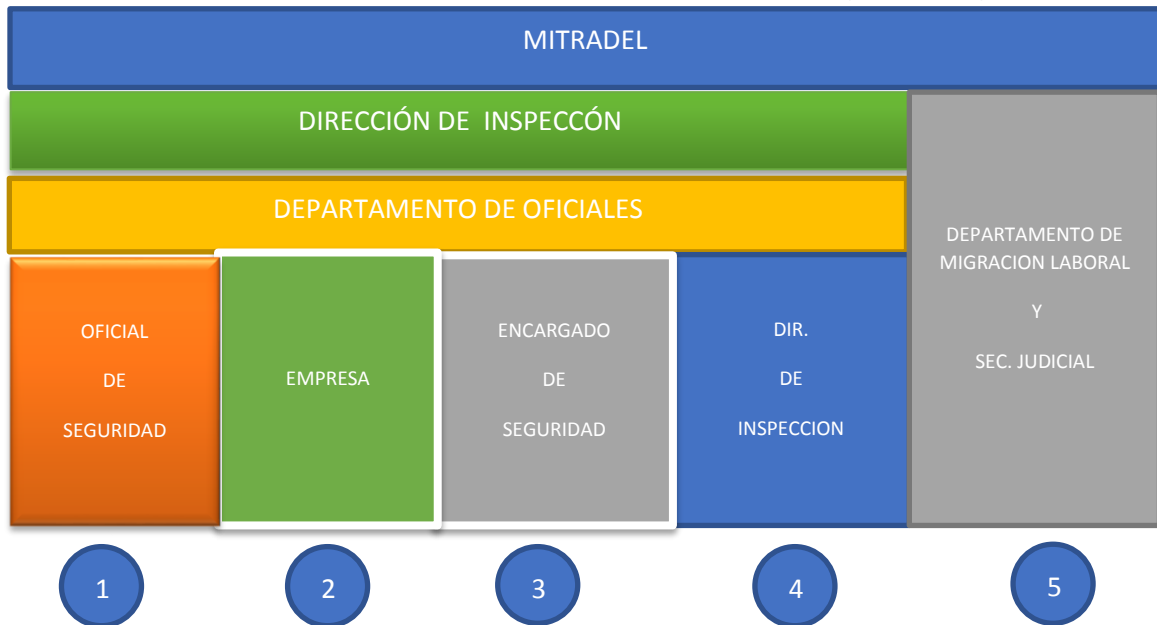 MITRADEL
DIRECCIÓN DE INSPECCÓN
DEPARTAMENTO DE OFICIALES
OFICIAL
DE
SEGURIDAD
EMPRESA
ENCARGADO
DE
SEGURIDAD
DIR.
DE
INSPECCION
DEPARTAMENTO DE
MIGRACION LABORAL
Y
SEC. JUDICIAL
1
2
3
4
5